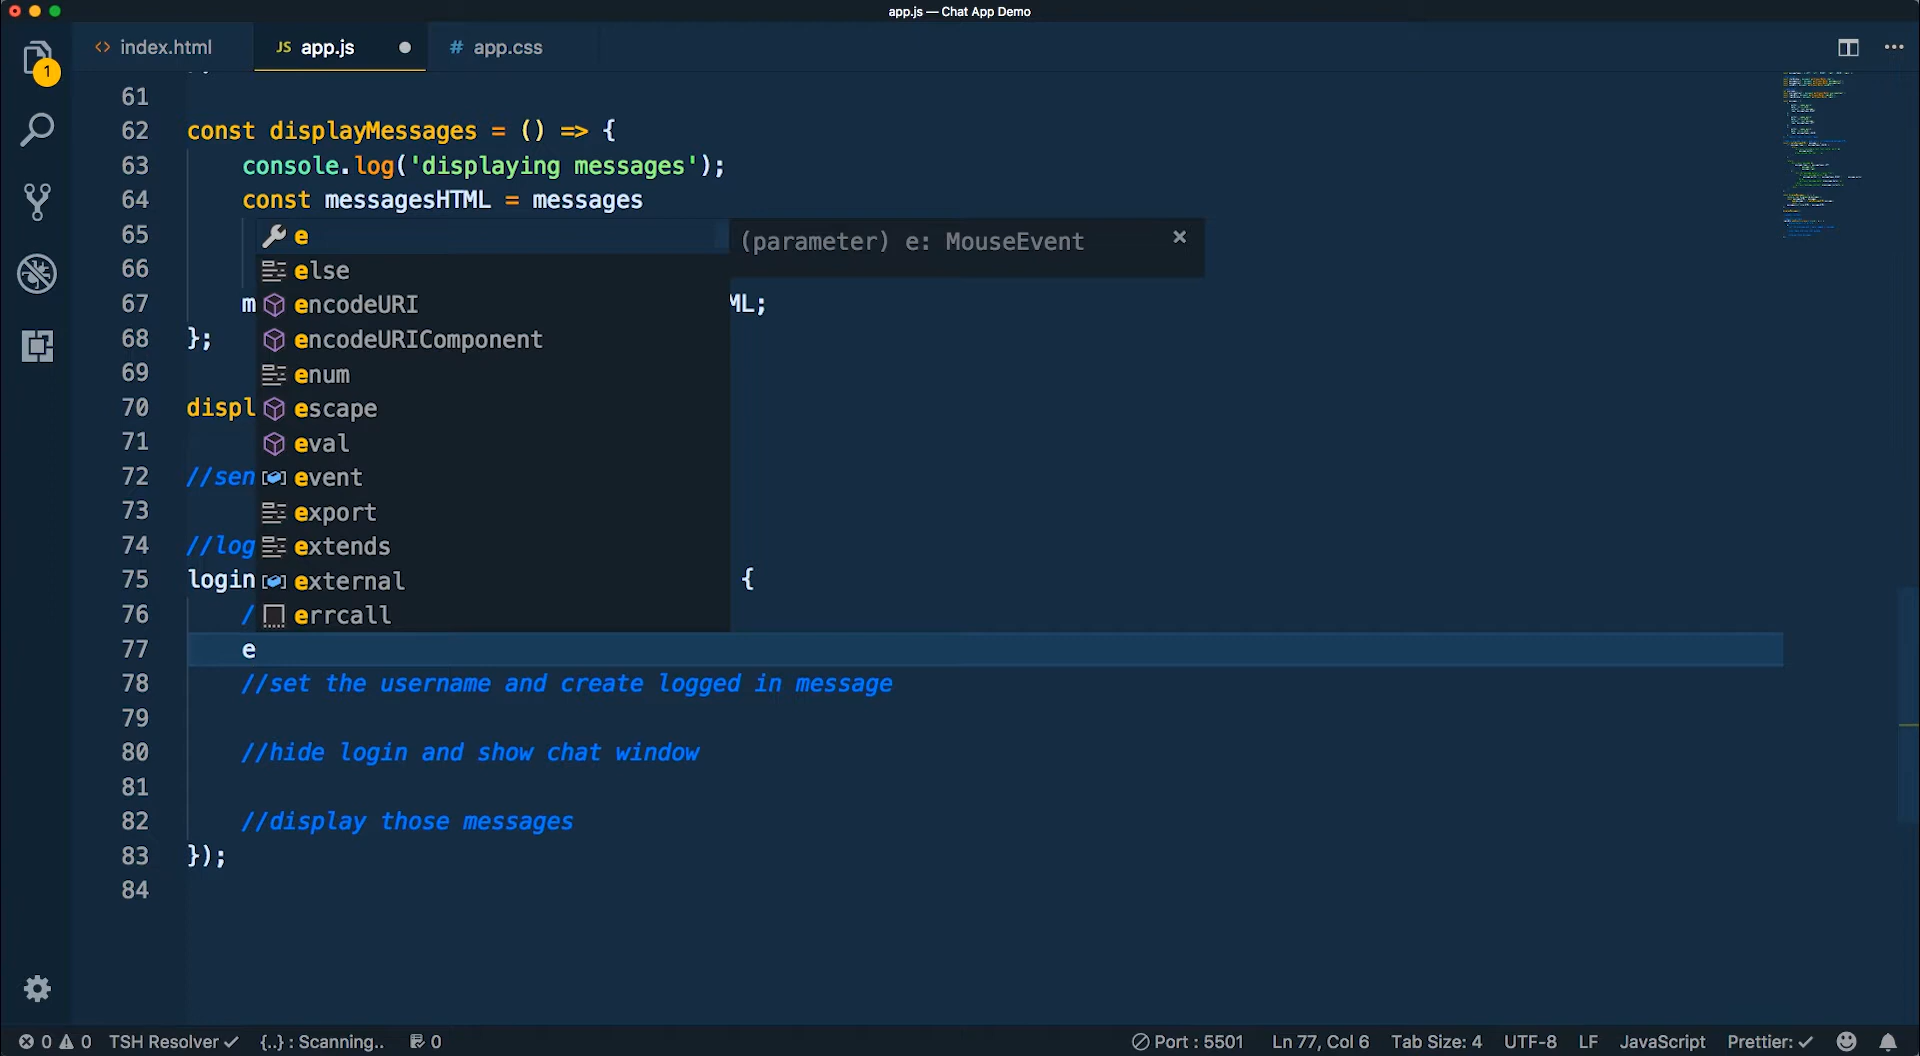 app.js — Chat App Demo
<> index.html JS app.js # app.css
1
61
62 const displayMessages = () => {
63 console.log('displaying messages');
64 const messagesHTML = messages
65 e (parameter) e: MouseEvent ×
66 else
67 m encodeURI ML;
68 }; encodeURIComponent
69 enum
70 displ escape
71 eval
72 //sen event
73 export
74 //log extends
75 login external {
76 / errcall
77 e
78 //set the username and create logged in message
79
80 //hide login and show chat window
81
82 //display those messages
83 });
84
0 0 TSH Resolver ✓ {..} : Scanning.. 0 Port : 5501 Ln 77, Col 6 Tab Size: 4 UTF-8 LF JavaScript Prettier: ✓